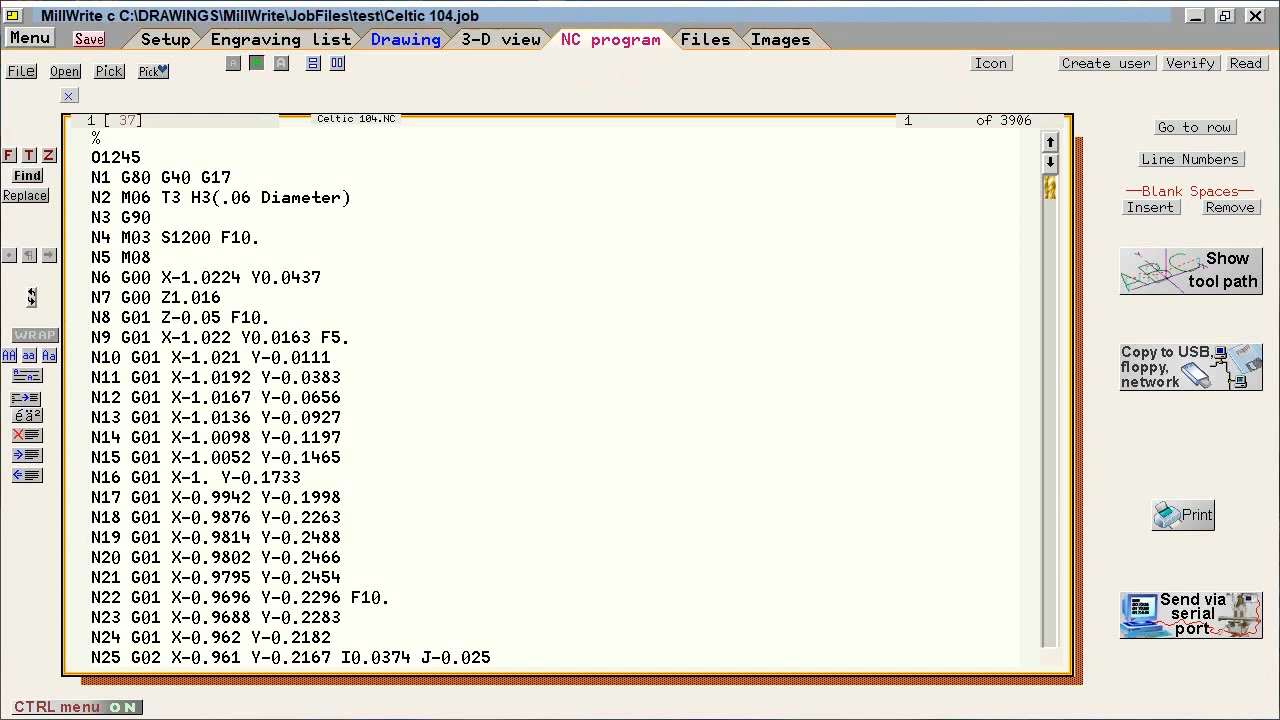 MillWrite c C:\DRAWINGS\MillWrite\JobFiles\test\Celtic 104.job
Menu Save Setup Engraving list Drawing 3-D view NC program Files Images
File Open Pick Pick A A A Icon Create user Verify Read
1 [ 37] Celtic 104.NC 1 of 3906
%
O1245
N1 G80 G40 G17
N2 M06 T3 H3(.06 Diameter)
N3 G90
N4 M03 S1200 F10.
N5 M08
N6 G00 X-1.0224 Y0.0437
N7 G00 Z1.016
N8 G01 Z-0.05 F10.
N9 G01 X-1.022 Y0.0163 F5.
N10 G01 X-1.021 Y-0.0111
N11 G01 X-1.0192 Y-0.0383
N12 G01 X-1.0167 Y-0.0656
N13 G01 X-1.0136 Y-0.0927
N14 G01 X-1.0098 Y-0.1197
N15 G01 X-1.0052 Y-0.1465
N16 G01 X-1. Y-0.1733
N17 G01 X-0.9942 Y-0.1998
N18 G01 X-0.9876 Y-0.2263
N19 G01 X-0.9814 Y-0.2488
N20 G01 X-0.9802 Y-0.2466
N21 G01 X-0.9795 Y-0.2454
N22 G01 X-0.9696 Y-0.2296 F10.
N23 G01 X-0.9688 Y-0.2283
N24 G01 X-0.962 Y-0.2182
N25 G02 X-0.961 Y-0.2167 I0.0374 J-0.025
F T Z
Find
Replace
WRAP
AA aa Aa
éäª
CTRL menu ON
Go to row
Line Numbers
Blank Spaces
Insert Remove
Show
tool path
Copy to USB,
floppy,
network
Print
Send via
serial
port